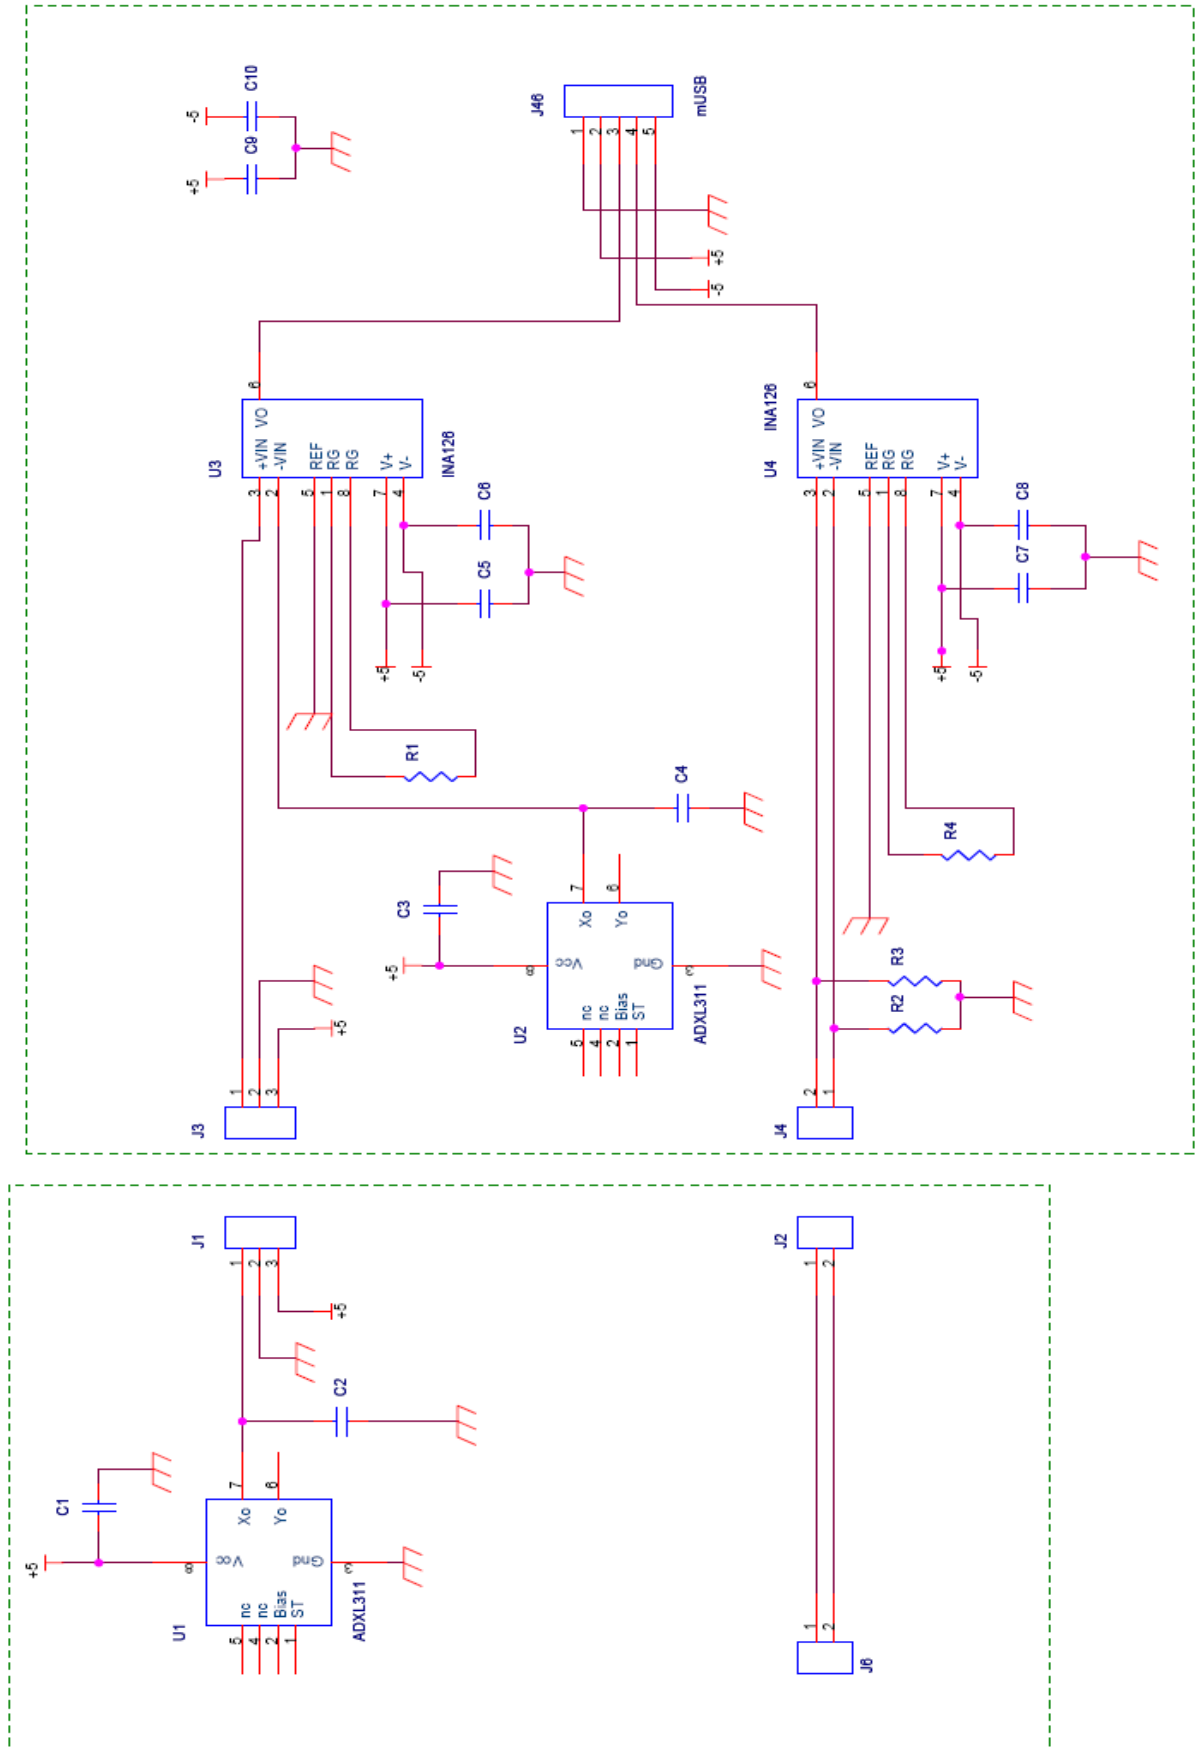 C10
-5
C9
+5
J46
mUSB
1
2
3
4
5
+5
-5
6
U3
+VIN VO
-VIN
REF
RG
RG
V+
V-
INA126
3
2
5
1
8
7
4
C6
C5
+5
-5
R1
6
INA126
U4
+VIN VO
-VIN
REF
RG
RG
V+
V-
3
2
5
1
8
7
4
C8
C7
+5
-5
R4
C4
C3
+5
7
6
Xo
Yo
8
Vcc
Gnd
3
nc
nc
Bias
ST
5
4
2
1
U2
ADXL311
R3
R2
+5
1
2
3
J3
2
1
J4
J1
1
2
3
+5
C2
C1
+5
7
6
Xo
Yo
8
Vcc
Gnd
3
nc
nc
Bias
ST
5
4
2
1
U1
ADXL311
J2
1
2
1
2
J6